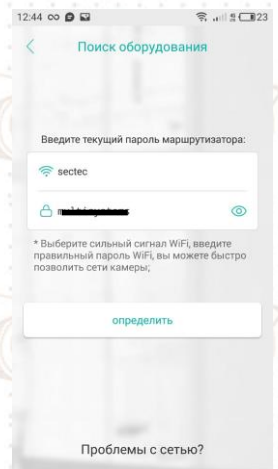 12:44
23
Поиск оборудования
Введите текущий пароль маршрутизатора:
sectec
* Выберите сильный сигнал WiFi, введите
правильный пароль WiFi, вы можете быстро
позволить сети камеры;
определить
Проблемы с сетью?